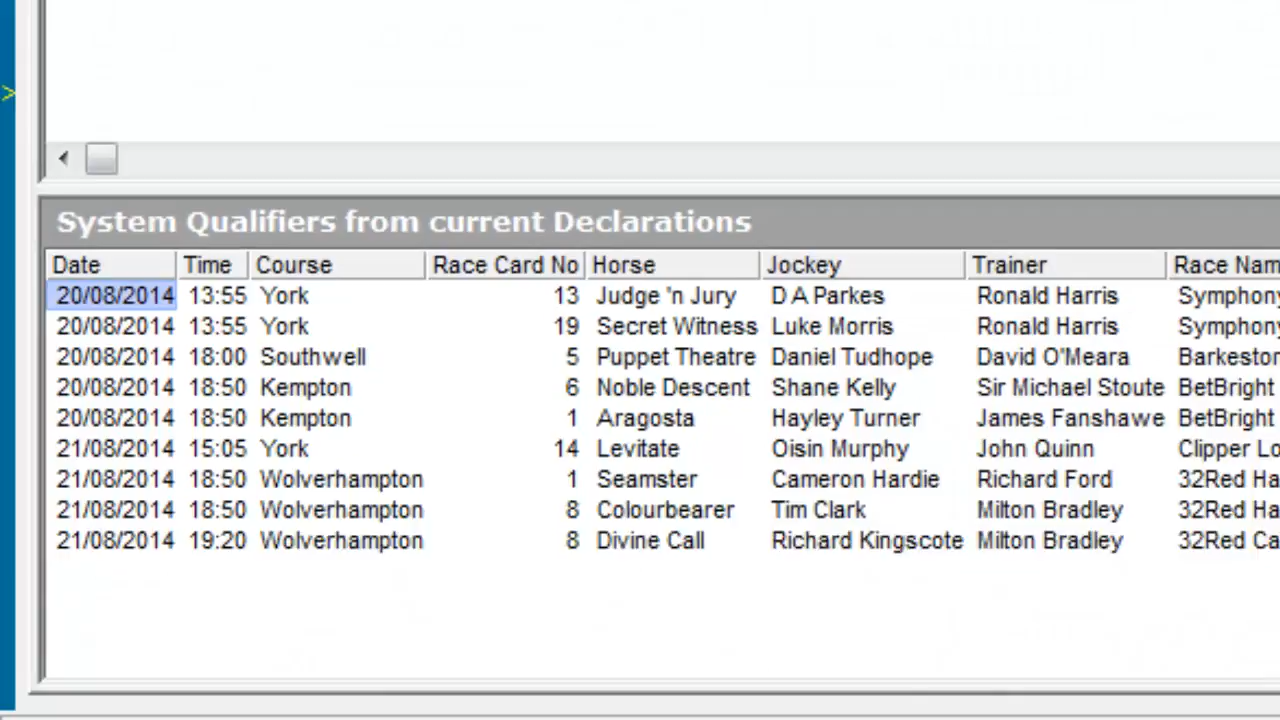 >
System Qualifiers from current Declarations
Date Time Course Race Card No Horse Jockey Trainer Race Nam
20/08/2014 13:55 York 13 Judge 'n Jury D A Parkes Ronald Harris Symphony
20/08/2014 13:55 York 19 Secret Witness Luke Morris Ronald Harris Symphony
20/08/2014 18:00 Southwell 5 Puppet Theatre Daniel Tudhope David O'Meara Barkeston
20/08/2014 18:50 Kempton 6 Noble Descent Shane Kelly Sir Michael Stoute BetBright
20/08/2014 18:50 Kempton 1 Aragosta Hayley Turner James Fanshawe BetBright
21/08/2014 15:05 York 14 Levitate Oisin Murphy John Quinn Clipper Lo
21/08/2014 18:50 Wolverhampton 1 Seamster Cameron Hardie Richard Ford 32Red Ha
21/08/2014 18:50 Wolverhampton 8 Colourbearer Tim Clark Milton Bradley 32Red Ha
21/08/2014 19:20 Wolverhampton 8 Divine Call Richard Kingscote Milton Bradley 32Red Ca